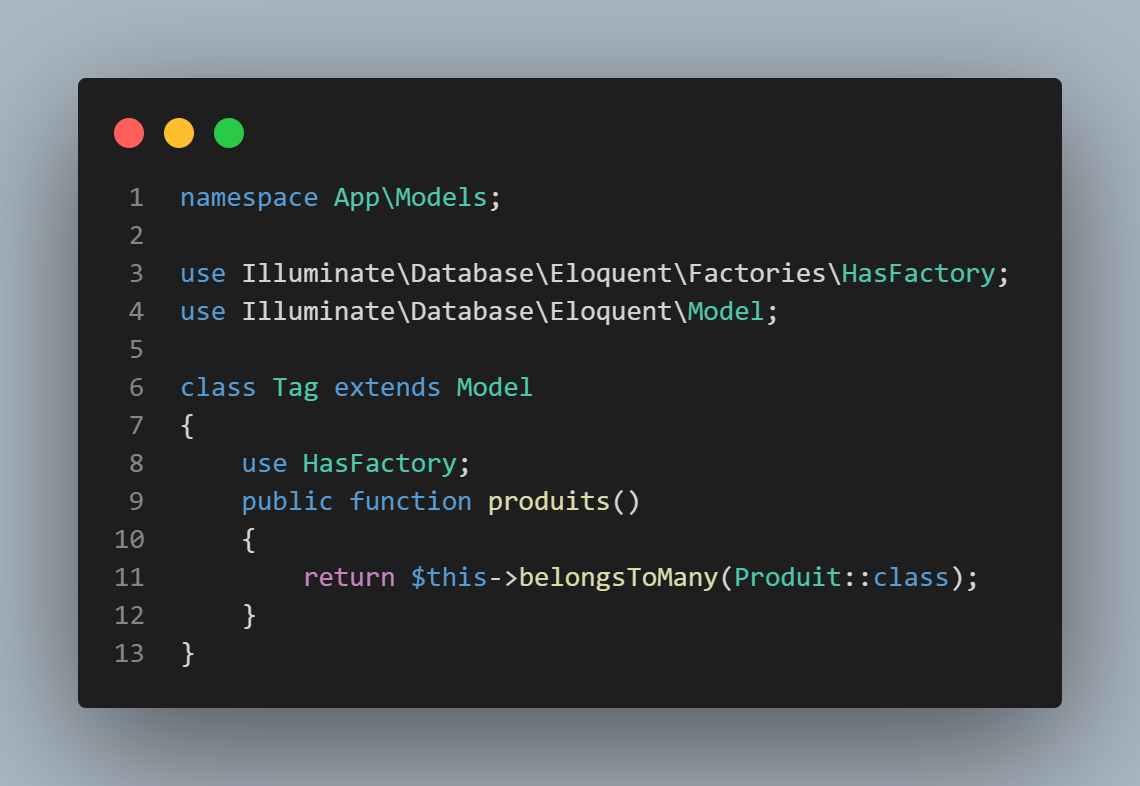 1 namespace App\Models;
2
3 use Illuminate\Database\Eloquent\Factories\HasFactory;
4 use Illuminate\Database\Eloquent\Model;
5
6 class Tag extends Model
7 {
8     use HasFactory;
9     public function produits()
10     {
11         return $this->belongsToMany(Produit::class);
12     }
13 }